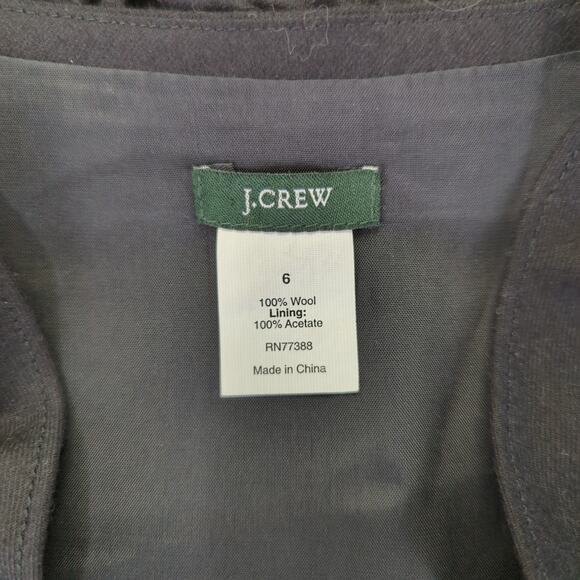 J.CREW
6
100% Wool
Lining:
100% Acetate
RN77388
Made in China